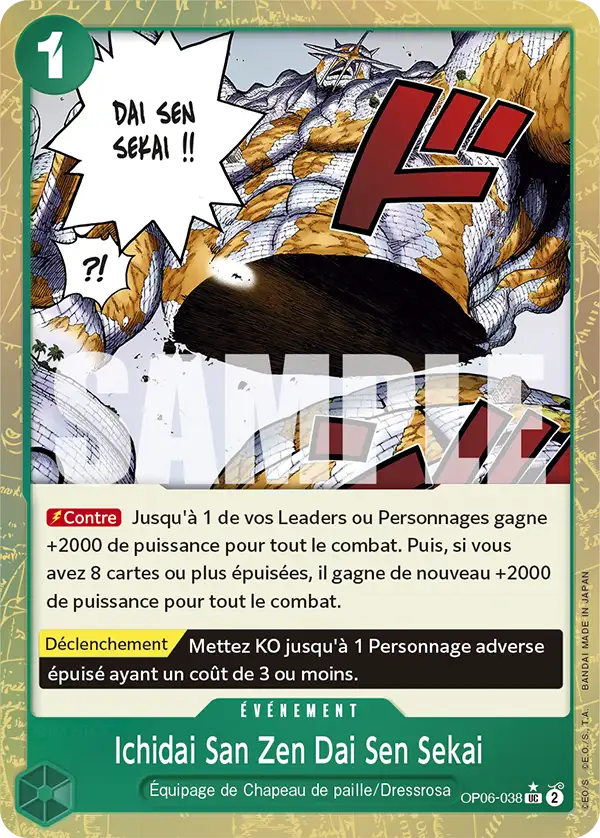 1
DAI SEN
SEKAI !!
ド
?!
SAMPLE
Contre Jusqu'à 1 de vos Leaders ou Personnages gagne
+2000 de puissance pour tout le combat. Puis, si vous
avez 8 cartes ou plus épuisées, il gagne de nouveau +2000
de puissance pour tout le combat.
Déclenchement Mettez KO jusqu'à 1 Personnage adverse
épuisé ayant un coût de 3 ou moins.
ÉVÉNEMENT
Ichidai San Zen Dai Sen Sekai
Équipage de Chapeau de paille/Dressrosa
OP06-038 UC 2
©E.O./S. ©E.O./S., T.A. BANDAI MADE IN JAPAN